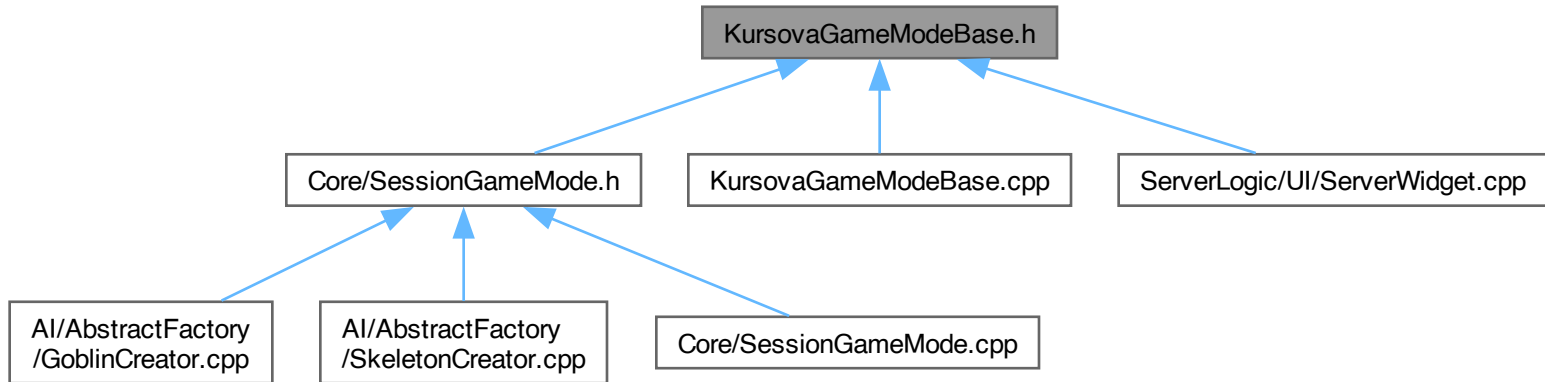 KursovaGameModeBase.h
Core/SessionGameMode.h
KursovaGameModeBase.cpp
ServerLogic/UI/ServerWidget.cpp
AI/AbstractFactory
/GoblinCreator.cpp
AI/AbstractFactory
/SkeletonCreator.cpp
Core/SessionGameMode.cpp